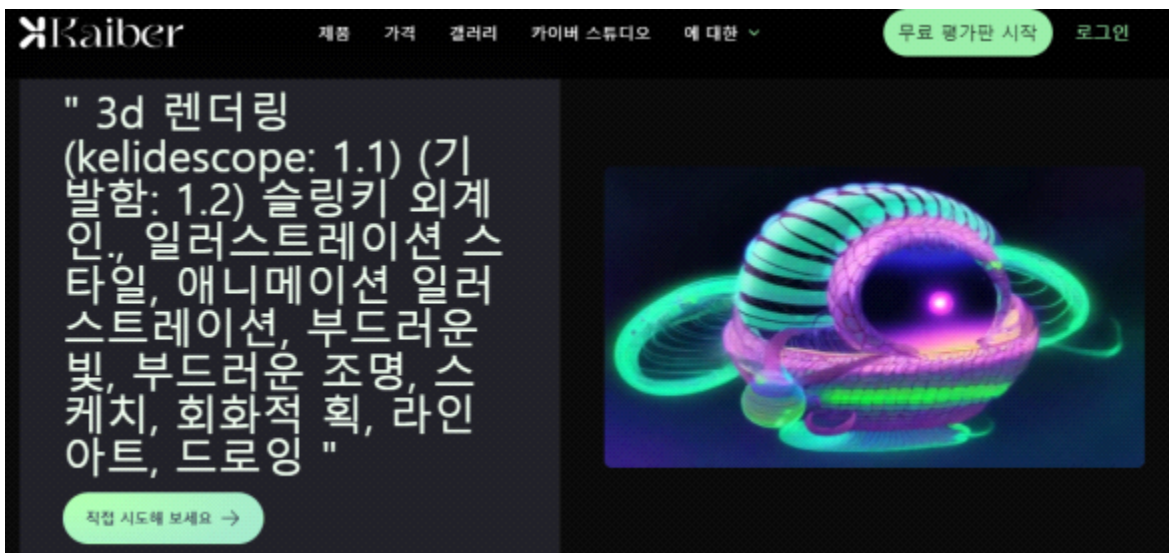 Kaiber
제품 가격 갤러리 카이버 스튜디오 에 대한
무료 평가판 시작 로그인
" 3d 렌더링
(kelidescope: 1.1) (기
발함: 1.2) 슬링키 외계
인., 일러스트레이션 스
타일, 애니메이션 일러
스트레이션, 부드러운
빛, 부드러운 조명, 스
케치, 회화적 획, 라인
아트, 드로잉 "
직접 시도해 보세요 →